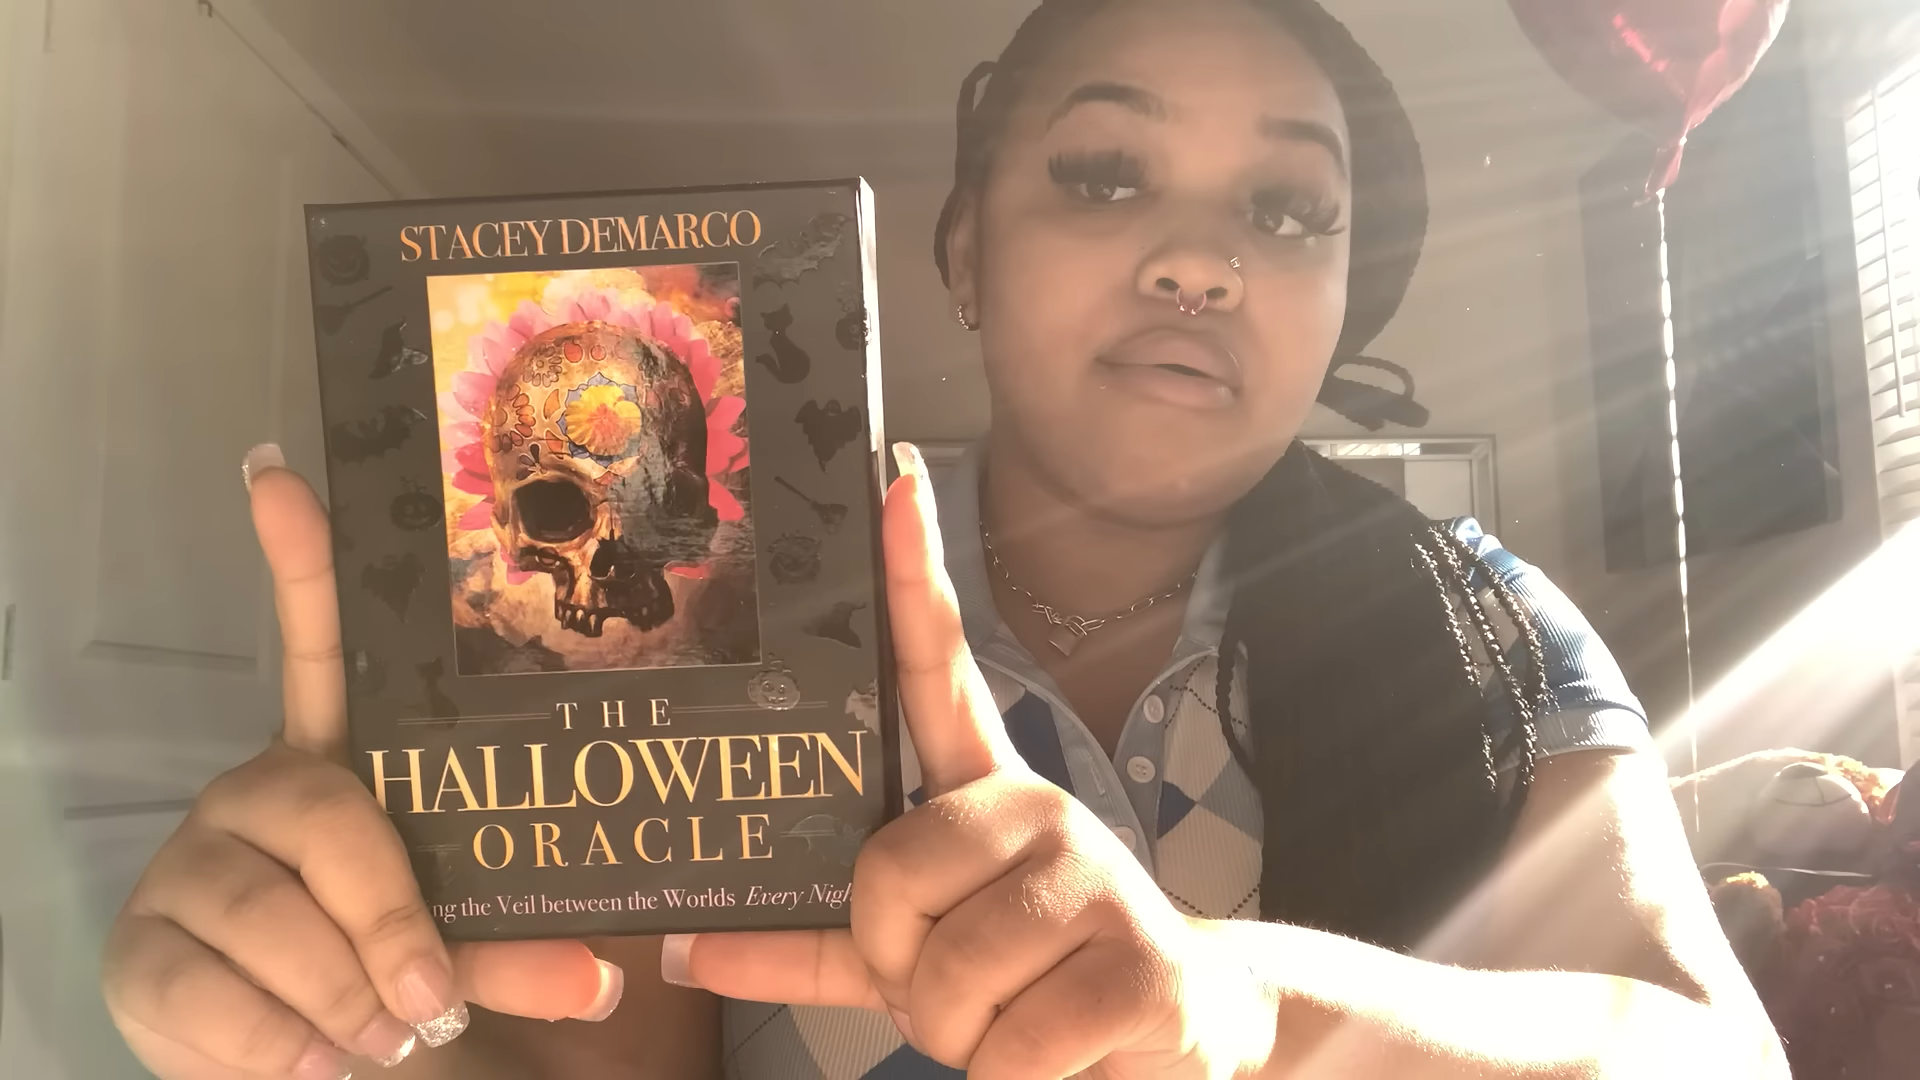 STACEY DEMARCO
THE
HALLOWEEN
ORACLE
the Veil between the Worlds Every